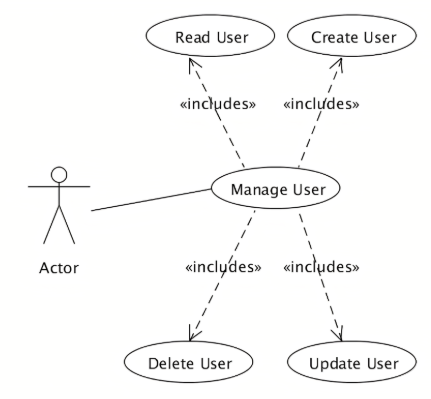 Read User
Create User
«includes»
«includes»
Manage User
Actor
«includes»
«includes»
Delete User
Update User